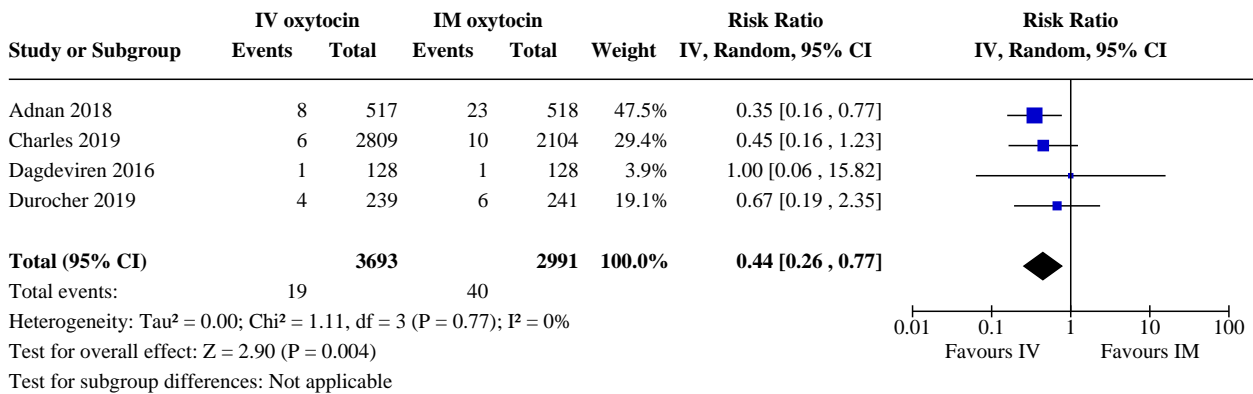 IV oxytocin IM oxytocin Risk Ratio Risk Ratio
Study or Subgroup Events Total Events Total Weight IV, Random, 95% CI IV, Random, 95% CI
Adnan 2018 8 517 23 518 47.5% 0.35 [0.16 , 0.77]
Charles 2019 6 2809 10 2104 29.4% 0.45 [0.16 , 1.23]
Dagdeviren 2016 1 128 1 128 3.9% 1.00 [0.06 , 15.82]
Durocher 2019 4 239 6 241 19.1% 0.67 [0.19 , 2.35]
Total (95% CI) 3693 2991 100.0% 0.44 [0.26 , 0.77]
Total events: 19 40
Heterogeneity: Tau² = 0.00; Chi² = 1.11, df = 3 (P = 0.77); I² = 0%
Test for overall effect: Z = 2.90 (P = 0.004)
Test for subgroup differences: Not applicable
0.01 0.1 1 10 100
Favours IV Favours IM